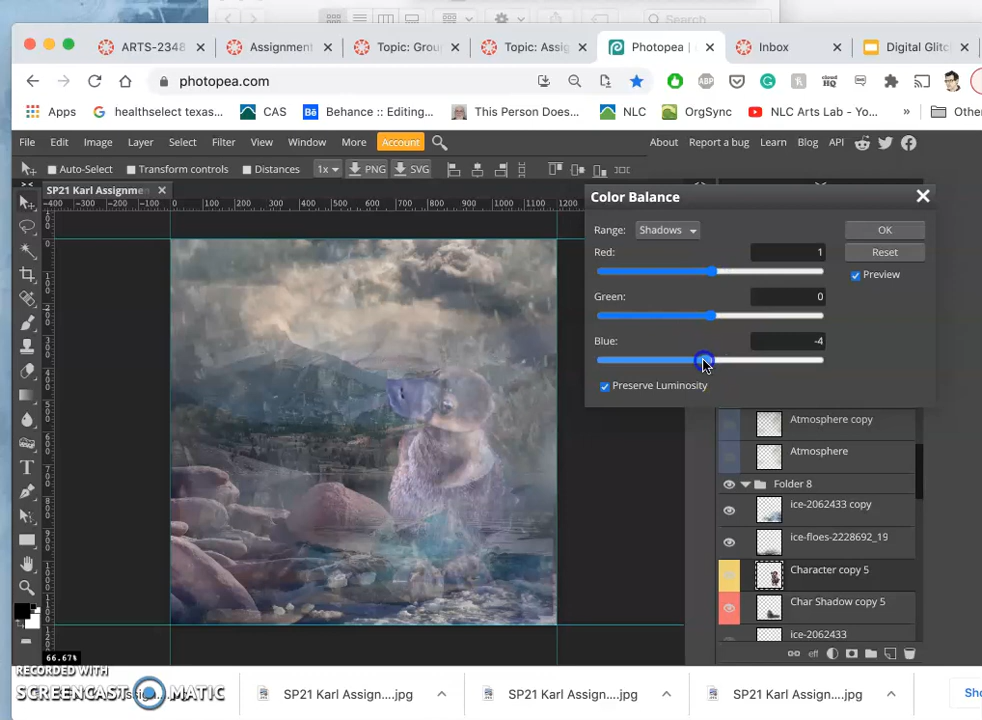 Search
ARTS-2348
Assignment
Topic: Grou
Topic: Assig
Photopea |
Inbox
Digital Glitc
photopea.com
Apps
healthselect texas...
CAS
Behance :: Editing...
This Person Does...
NLC
OrgSync
NLC Arts Lab - Yo...
»
Othe
File Edit Image Layer Select Filter View Window More Account
About Report a bug Learn Blog API
Auto-Select Transform controls Distances 1x PNG SVG
SP21 Karl Assignme
-400 -300 -200 -100 0 100 200 300 400 500 600 700 800 900 1000 1100 1200
Color Balance
Range: Shadows OK
Red: 1 Reset
Preview
Green: 0
Blue: -4
Preserve Luminosity
Atmosphere copy
Atmosphere
Folder 8
ice-2062433 copy
ice-floes-2228692_19
Character copy 5
Char Shadow copy 5
ice-2062433
eff
66.67%
RECORDED WITH
SCREENCAST MATIC
SP21 Karl Assign....jpg
SP21 Karl Assign....jpg
SP21 Karl Assign....jpg